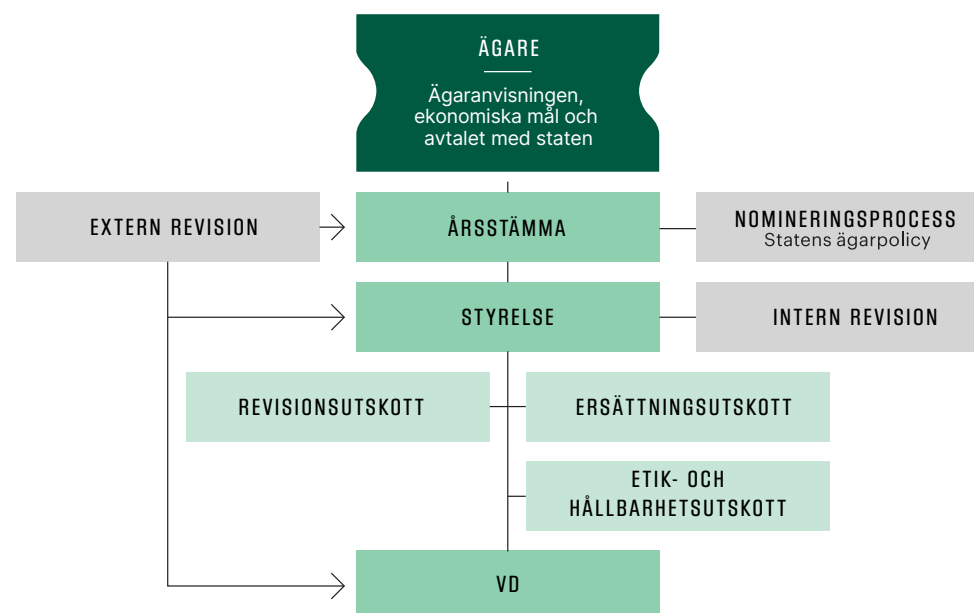 ÄGARE
Ägaranvisningen,
ekonomiska mål och
avtalet med staten
EXTERN REVISION
ÅRSSTÄMMA
NOMINERINGSPROCESS
Statens ägarpolicy
STYRELSE
INTERN REVISION
REVISIONSUTSKOTT
ERSÄTTNINGSUTSKOTT
ETIK- OCH
HÅLLBARHETSUTSKOTT
VD